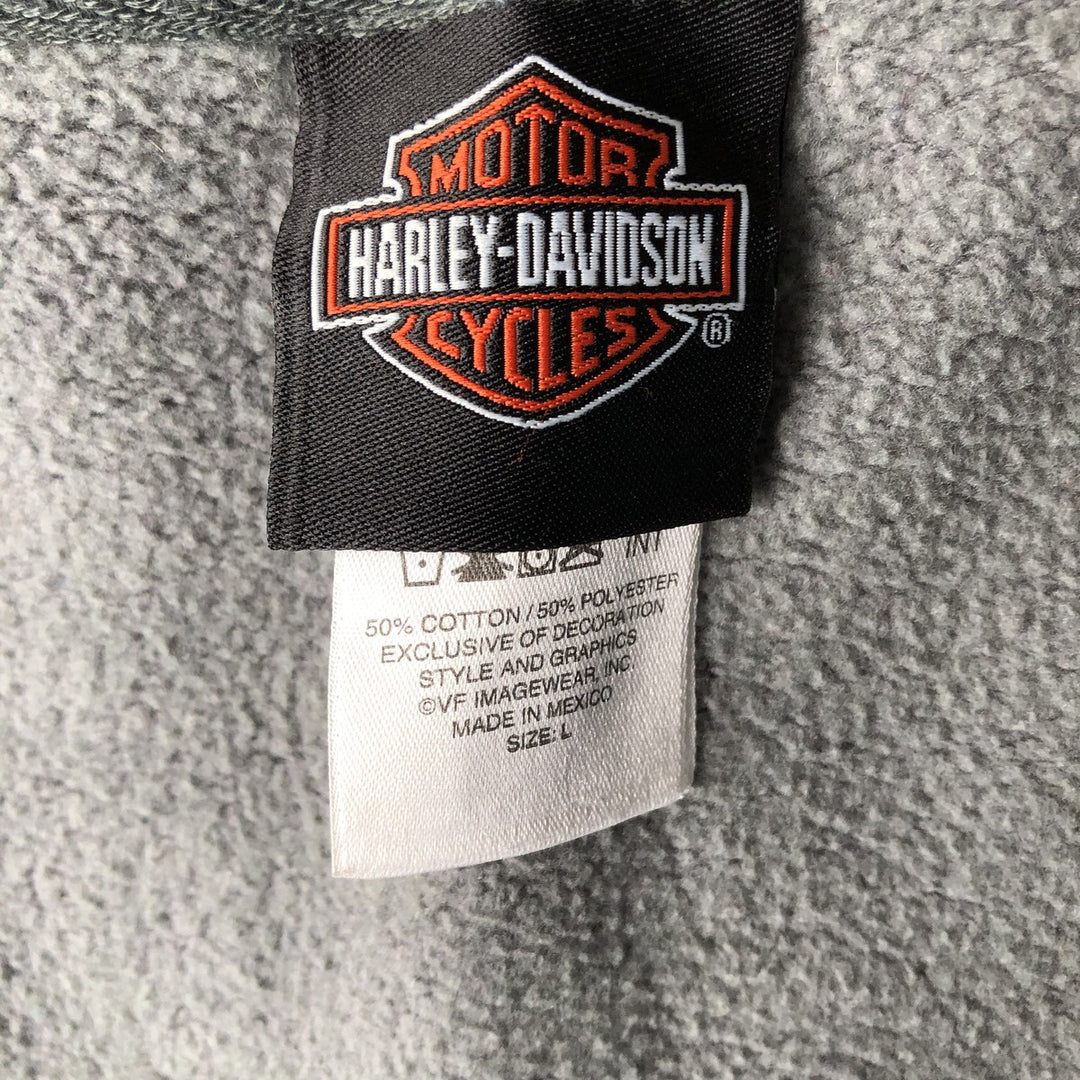 MOTOR
HARLEY-DAVIDSON
CYCLES
®
INT
50% COTTON / 50% POLYESTER
EXCLUSIVE OF DECORATION
STYLE AND GRAPHICS
©VF IMAGEWEAR, INC.
MADE IN MEXICO
SIZE: L